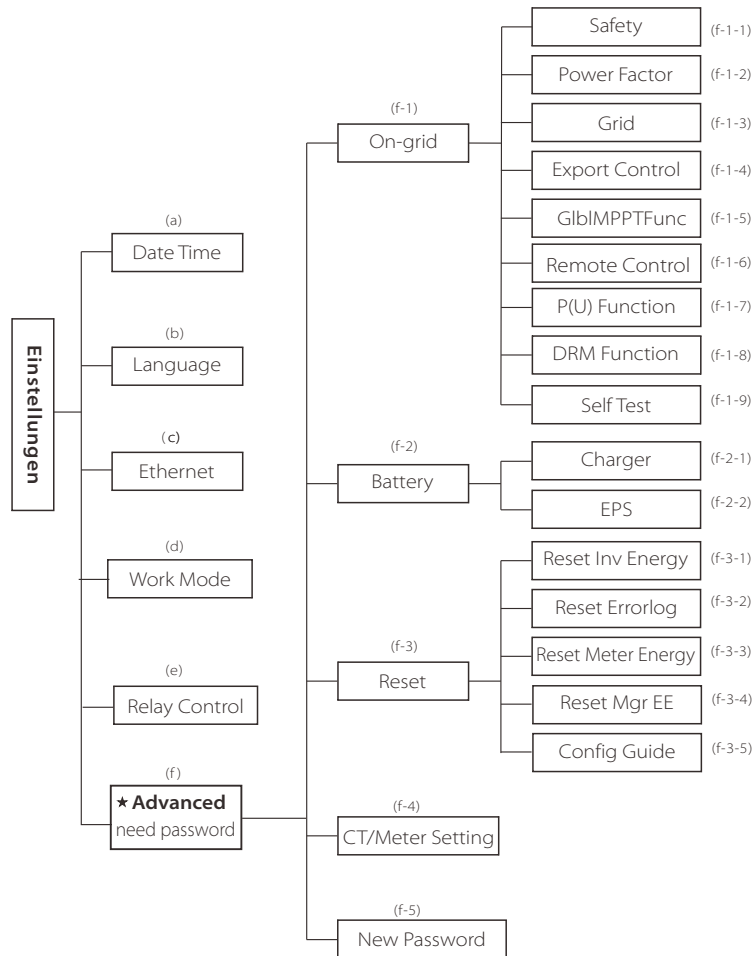 Einstellungen
(a)
Date Time
(b)
Language
(c)
Ethernet
(d)
Work Mode
(e)
Relay Control
(f)
★ Advanced
need password
(f-1)
On-grid
Safety (f-1-1)
Power Factor (f-1-2)
Grid (f-1-3)
Export Control (f-1-4)
GlblMPPTFunc (f-1-5)
Remote Control (f-1-6)
P(U) Function (f-1-7)
DRM Function (f-1-8)
Self Test (f-1-9)
(f-2)
Battery
Charger (f-2-1)
EPS (f-2-2)
(f-3)
Reset
Reset Inv Energy (f-3-1)
Reset Errorlog (f-3-2)
Reset Meter Energy (f-3-3)
Reset Mgr EE (f-3-4)
Config Guide (f-3-5)
(f-4)
CT/Meter Setting
(f-5)
New Password